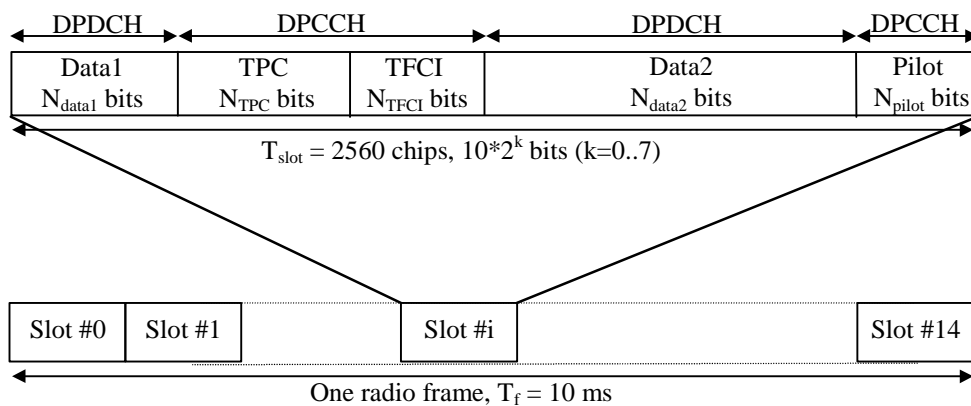 DPDCH DPCCH DPDCH DPCCH
Data1 TPC TFCI Data2 Pilot
N_data1 bits N_TPC bits N_TFCI bits N_data2 bits N_pilot bits
T_slot = 2560 chips, 10*2^k bits (k=0..7)
Slot #0 Slot #1 Slot #i Slot #14
One radio frame, T_f = 10 ms